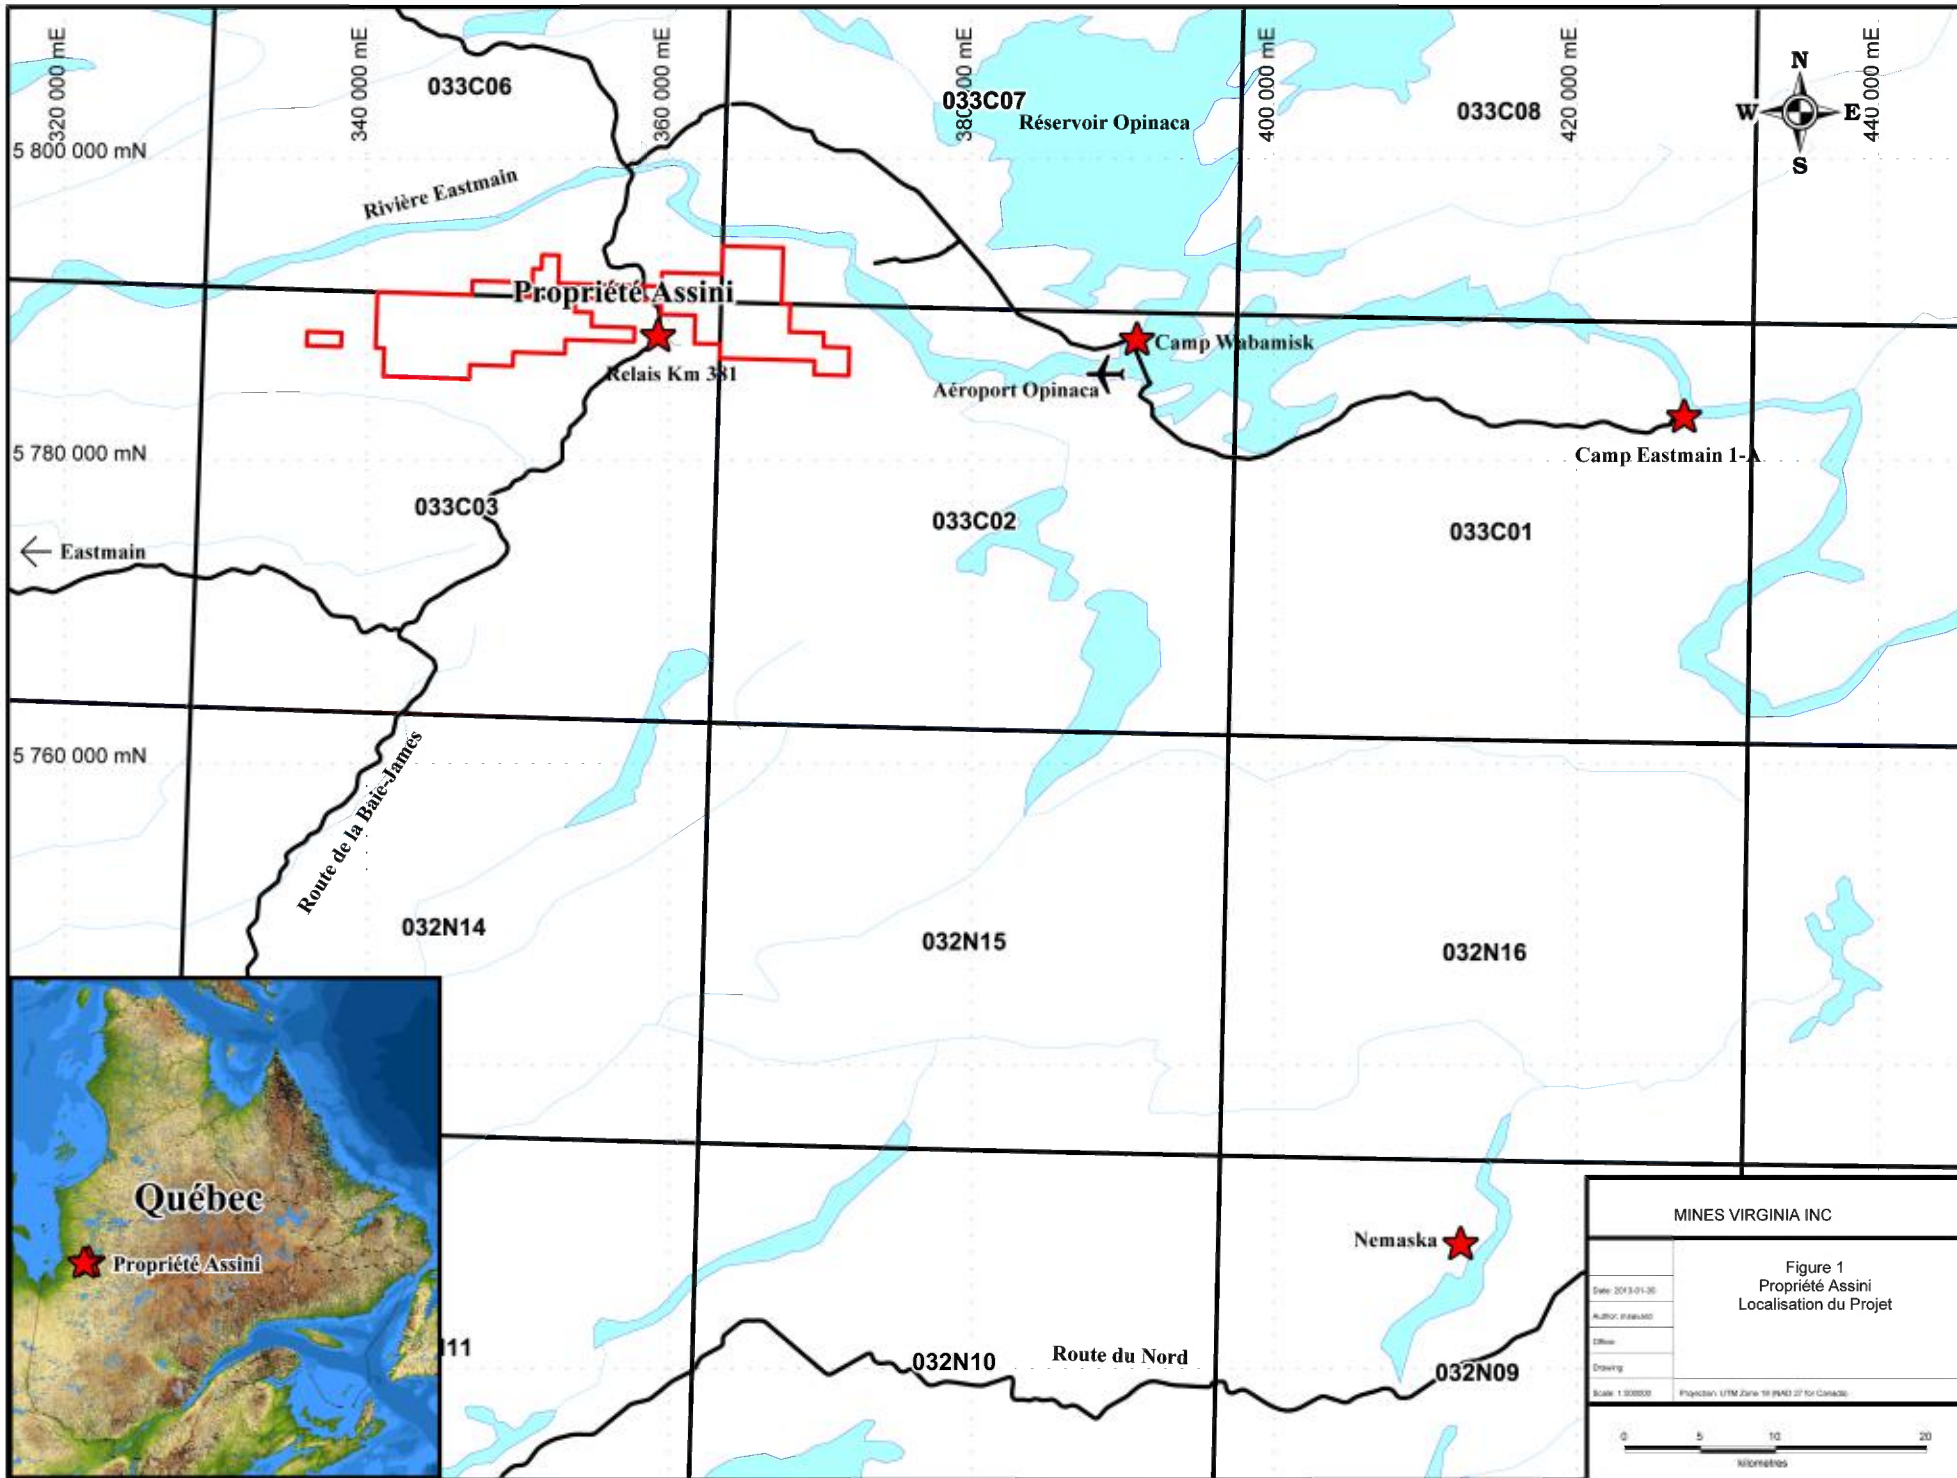 320 000 mE
340 000 mE
360 000 mE
380 000 mE
400 000 mE
420 000 mE
440 000 mE
N
W
E
S
033C06
033C07
033C08
Réservoir Opinaca
5 800 000 mN
Rivière Eastmain
Propriété Assini
Relais Km 381
Camp Wabamisk
Aéroport Opinaca
Camp Eastmain 1-A
5 780 000 mN
033C03
033C02
033C01
Eastmain
5 760 000 mN
Route de la Baie-James
032N14
032N15
032N16
Québec
Propriété Assini
Nemaska
I11
032N10
Route du Nord
032N09
MINES VIRGINIA INC
Figure 1
Propriété Assini
Localisation du Projet
Office:
Drawing:
0 5 10 20
kilometres